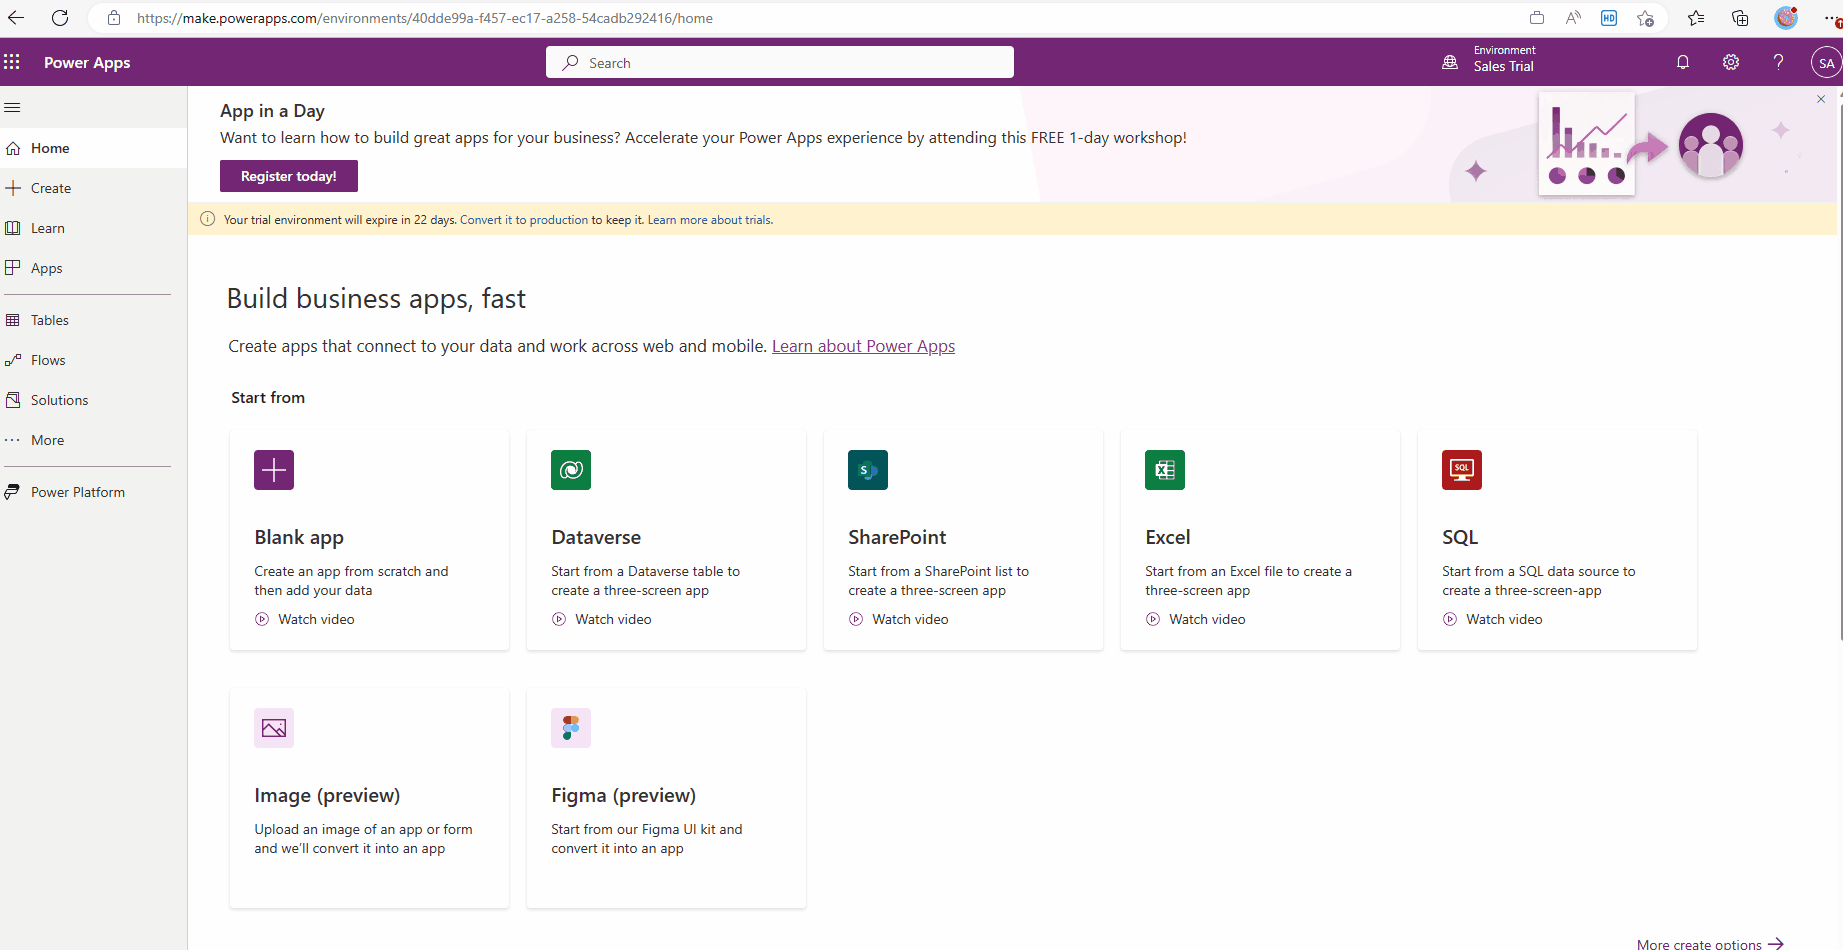 https://make.powerapps.com/environments/40dde99a-f457-ec17-a258-54cadb292416/home
HD
Power Apps
Search
Environment
Sales Trial
?
SA
App in a Day
Want to learn how to build great apps for your business? Accelerate your Power Apps experience by attending this FREE 1-day workshop!
Register today!
Your trial environment will expire in 22 days. Convert it to production to keep it. Learn more about trials.
Home
Create
Learn
Apps
Tables
Flows
Solutions
More
Power Platform
Build business apps, fast
Create apps that connect to your data and work across web and mobile. Learn about Power Apps
Start from
Blank app
Create an app from scratch and
then add your data
Watch video
Dataverse
Start from a Dataverse table to
create a three-screen app
Watch video
S
SharePoint
Start from a SharePoint list to
create a three-screen app
Watch video
X
Excel
Start from an Excel file to create a
three-screen app
Watch video
SQL
SQL
Start from a SQL data source to
create a three-screen-app
Watch video
Image (preview)
Upload an image of an app or form
and we'll convert it into an app
Figma (preview)
Start from our Figma UI kit and
convert it into an app
More create options